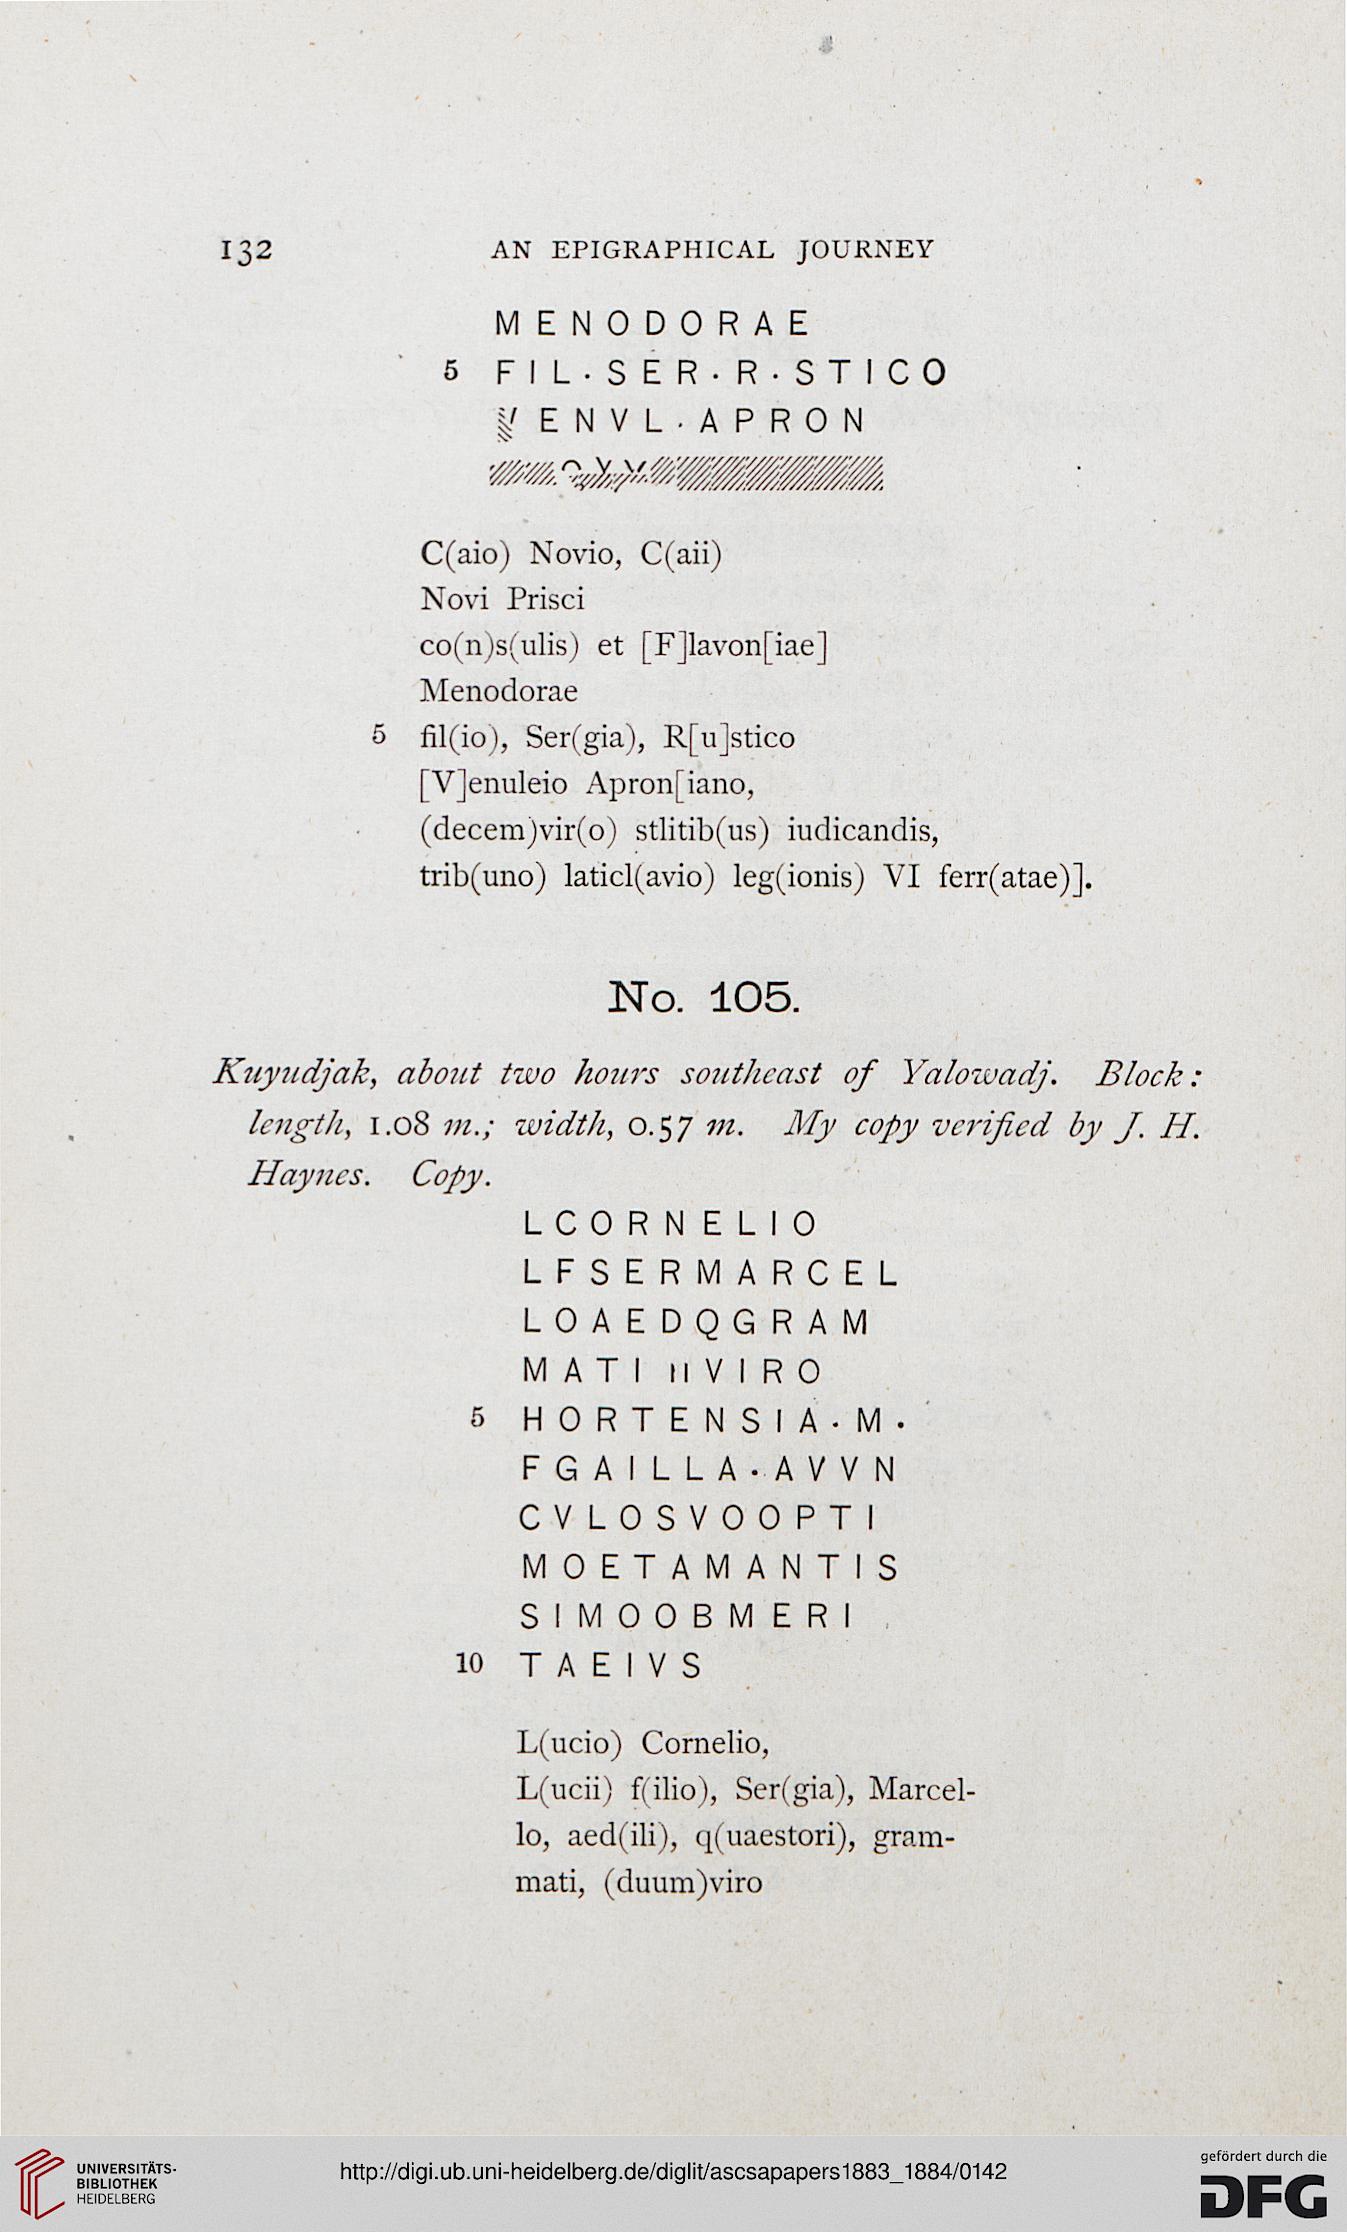 132 AN EPIGRAPHICAL JOURNEY
MENODORAE
5 FIL·SER·R·STICO
ENVL·APRON
C(aio) Novio, C(aii)
Novi Prisci
co(n)s(ulis) et [F]lavon[iae]
Menodorae
5 fil(io), Ser(gia), R[u]stico
[V]enuleio Apron[iano,
(decem)vir(o) stlitib(us) iudicandis,
trib(uno) laticl(avio) leg(ionis) VI ferr(atae)].
No. 105.
Kuyudjak, about two hours southeast of Yalowadj. Block:
length, 1.08 m.; width, 0.57 m. My copy verified by J. H.
Haynes. Copy.
LCORNELIO
LFSERMARCEL
LOAEDQGRAM
MATI IIVIRO
5 HORTENSIA·M·
FGAILLA·AVVN
CVLOSVOOPTI
MOETAMANTIS
SIMOOBMERI
10 TAEIVS
L(ucio) Cornelio,
L(ucii) f(ilio), Ser(gia), Marcel-
lo, aed(ili), q(uaestori), gram-
mati, (duum)viro
UNIVERSITÄTS-
BIBLIOTHEK
HEIDELBERG
http://digi.ub.uni-heidelberg.de/diglit/ascsapapers1883_1884/0142
gefördert durch die
DFG